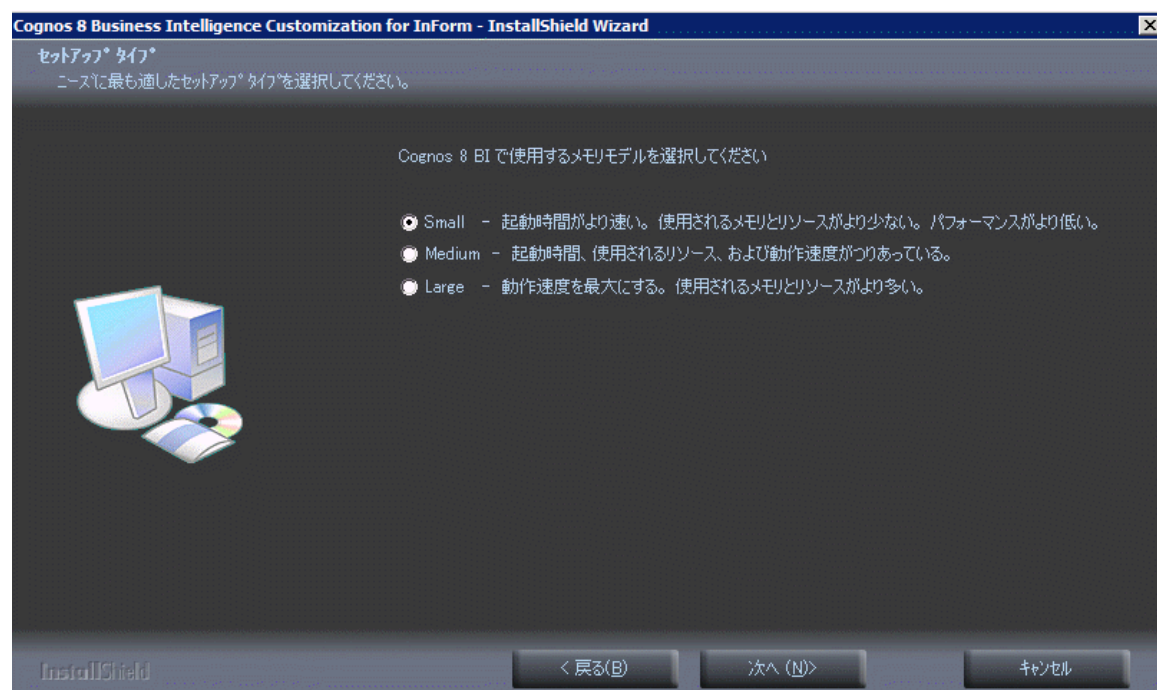 Cognos 8 Business Intelligence Customization for InForm - InstallShield Wizard
ｾｯﾄｱｯﾌﾟ ﾀｲﾌﾟ
ﾆｰｽﾞに最も適したｾｯﾄｱｯﾌﾟ ﾀｲﾌﾟを選択してください。
Cognos 8 BI で使用するメモリモデルを選択してください
Small - 起動時間がより速い。使用されるメモリとリソースがより少ない。パフォーマンスがより低い。
Medium - 起動時間、使用されるリソース、および動作速度がつりあっている。
Large - 動作速度を最大にする。使用されるメモリとリソースがより多い。
InstallShield
< 戻る(B)
次へ (N)>
ｷｬﾝｾﾙ